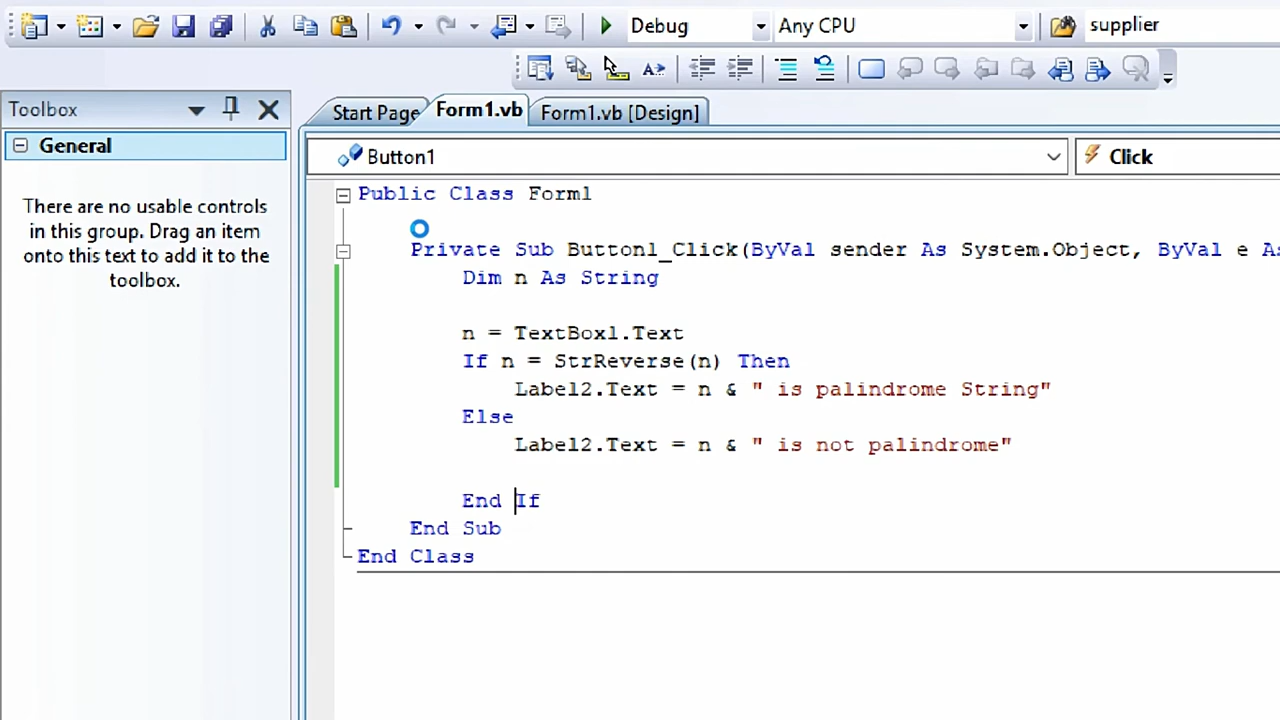 Debug Any CPU supplier
Toolbox
General
There are no usable controls
in this group. Drag an item
onto this text to add it to the
toolbox.
Start Page Form1.vb Form1.vb [Design]
Button1 Click
Public Class Form1
Private Sub Button1_Click(ByVal sender As System.Object, ByVal e As
Dim n As String
n = TextBox1.Text
If n = StrReverse(n) Then
Label2.Text = n & " is palindrome String"
Else
Label2.Text = n & " is not palindrome"
End If
End Sub
End Class